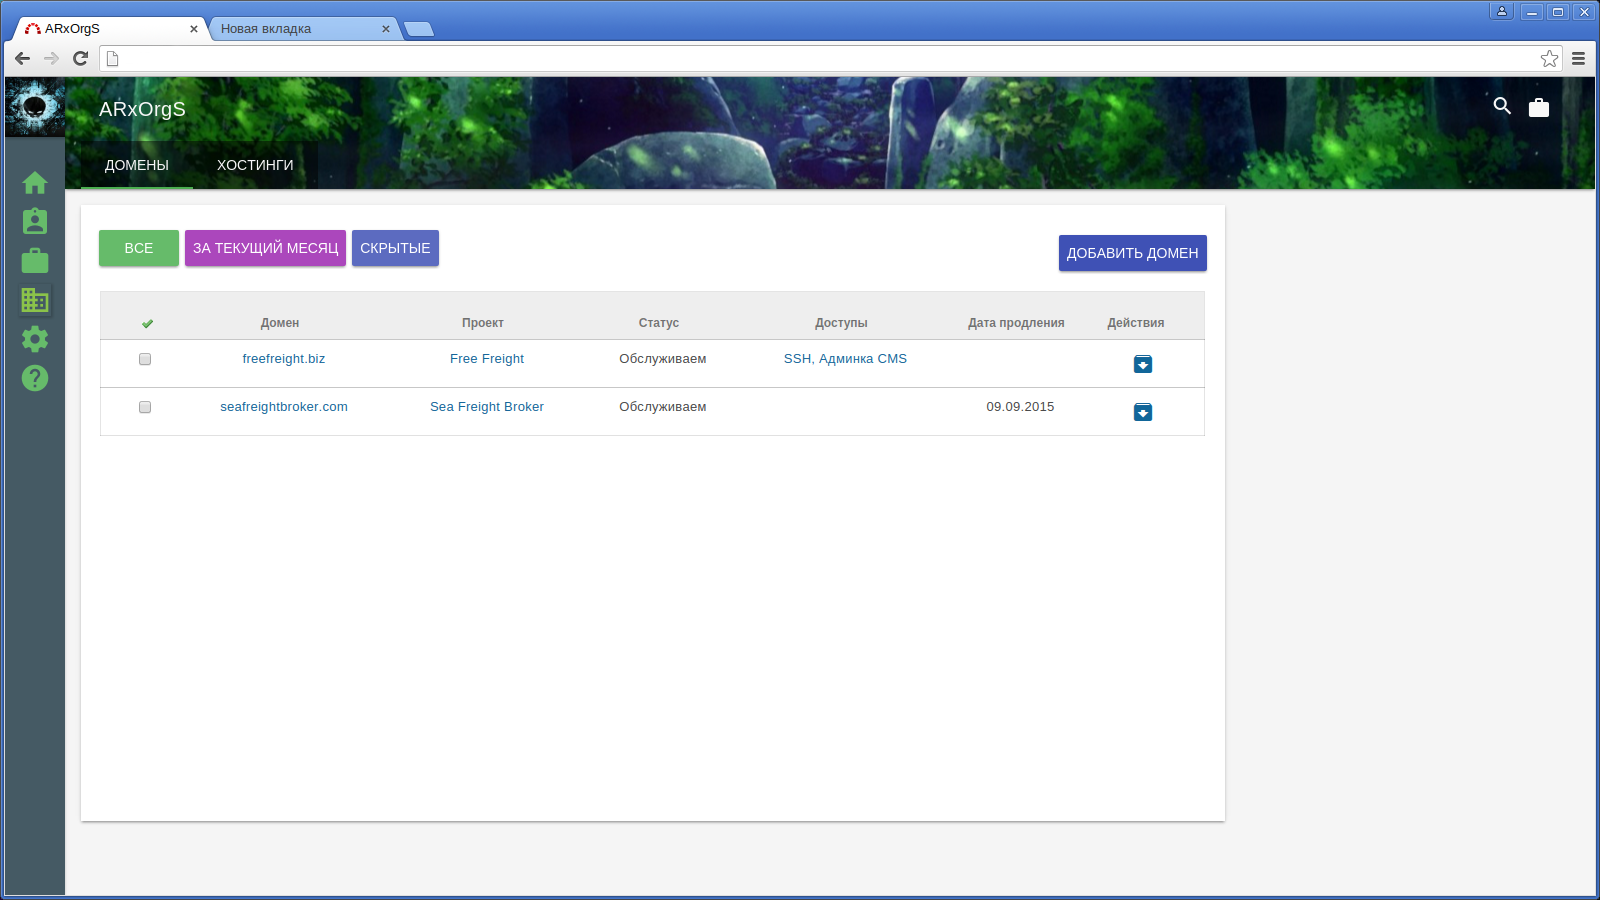 ARxOrgS
Новая вкладка
ARxOrgS
ДОМЕНЫ ХОСТИНГИ
ВСЕ ЗА ТЕКУЩИЙ МЕСЯЦ СКРЫТЫЕ ДОБАВИТЬ ДОМЕН
Домен Проект Статус Доступы Дата продления Действия
freefreight.biz Free Freight Обслуживаем SSH, Админка CMS
seafreightbroker.com Sea Freight Broker Обслуживаем 09.09.2015